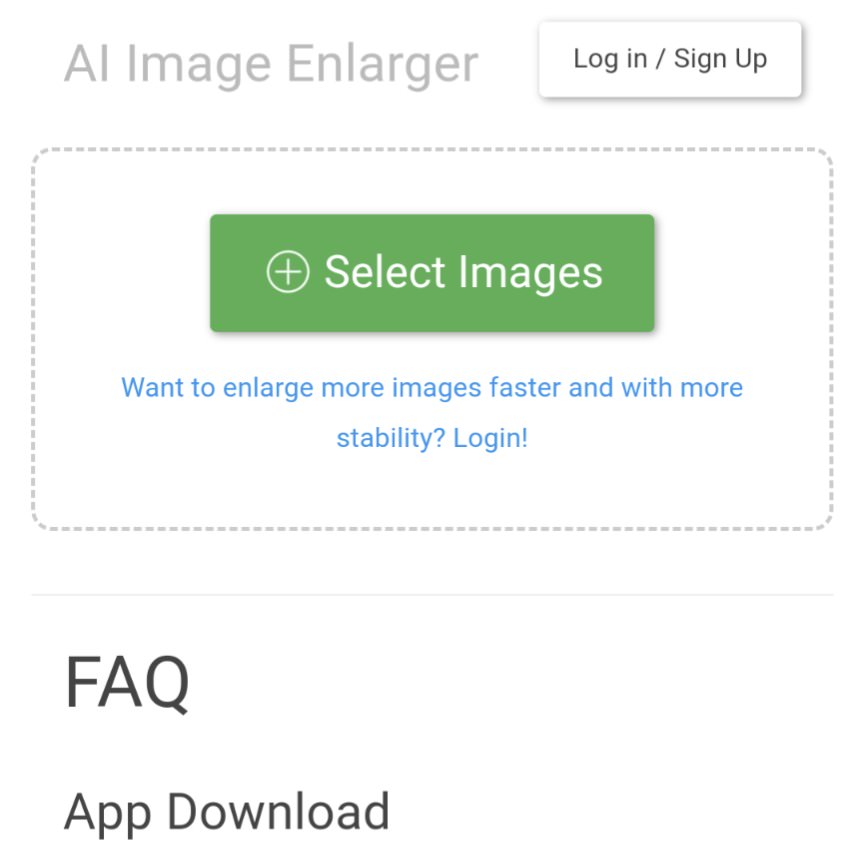 AI Image Enlarger
Log in / Sign Up
Select Images
Want to enlarge more images faster and with more
stability? Login!
FAQ
App Download